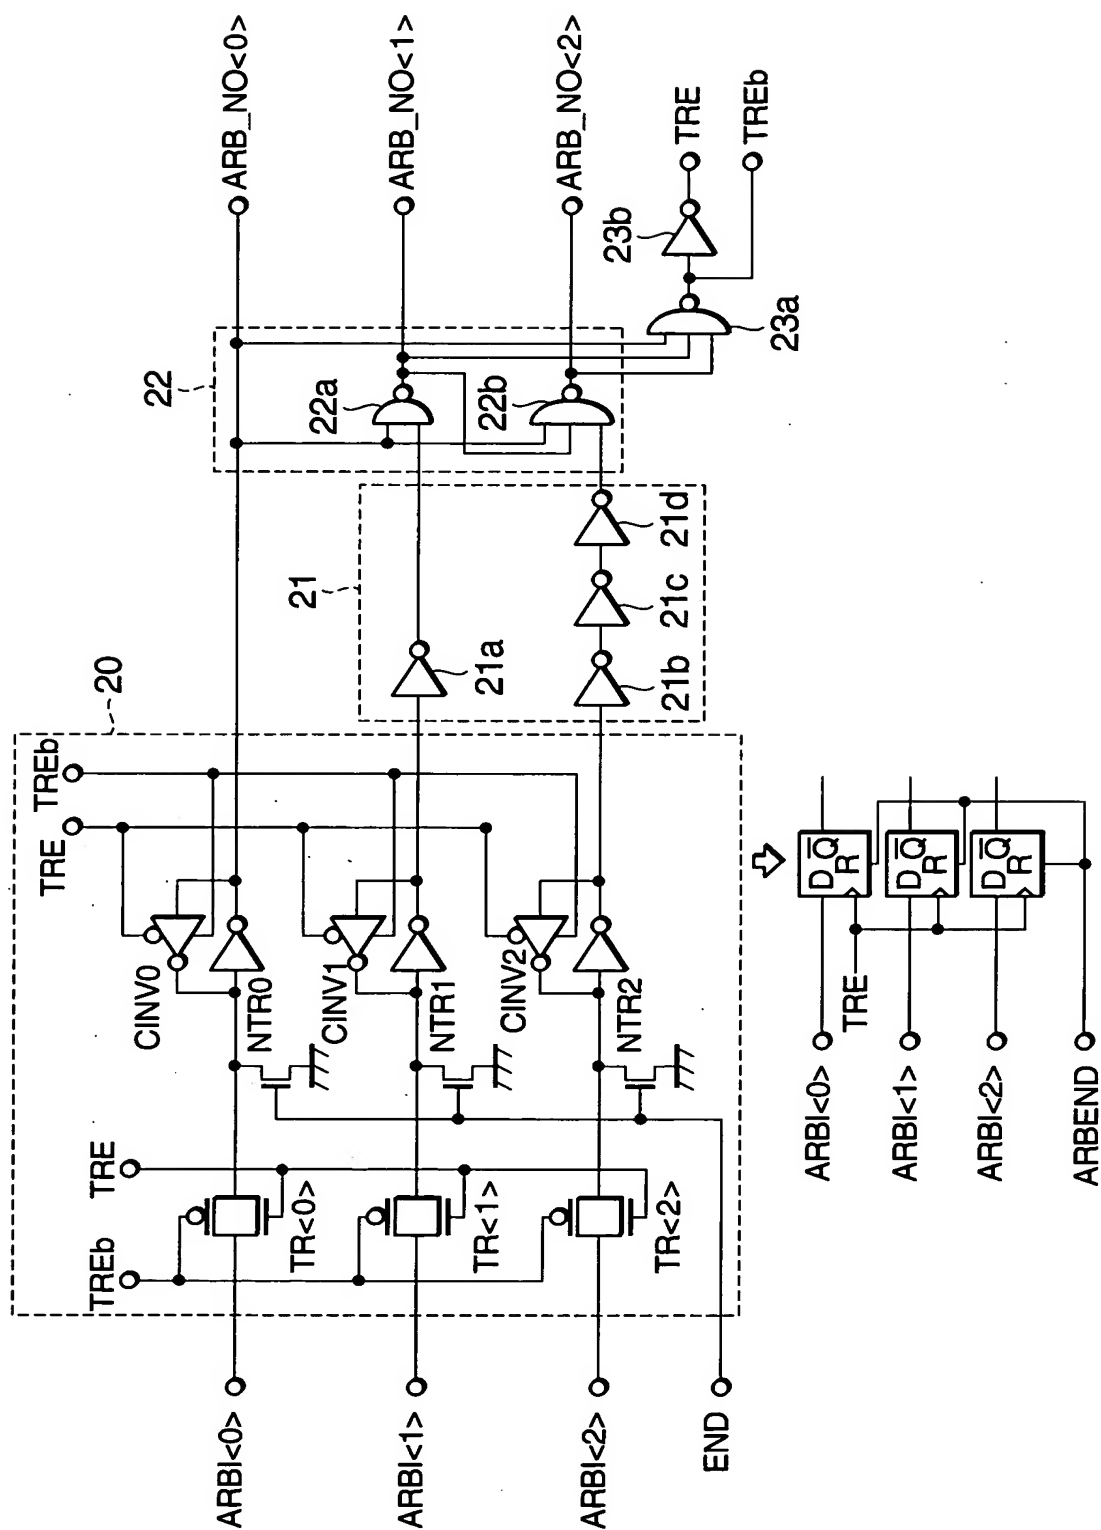 ARBI<0>
ARBI<1>
ARBI<2>
END
TREb
TRE
TR<0>
TR<1>
TR<2>
CINV0
NTR0
CINV1
NTR1
CINV2
NTR2
TRE
TREb
20
21
21a
21b
21c
21d
22
22a
22b
23a
23b
ARB_NO<0>
ARB_NO<1>
ARB_NO<2>
TRE
TREb
ARBI<0>
TRE
ARBI<1>
ARBI<2>
ARBEND
D Q̅
R
D Q̅
R
D Q̅
R